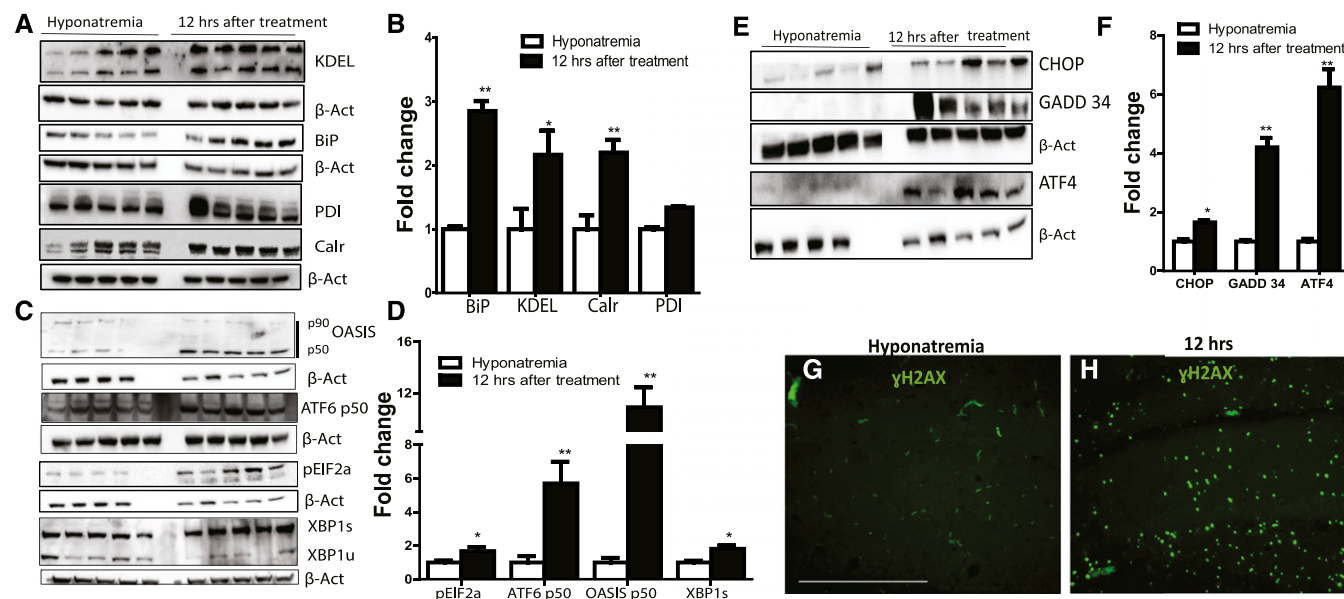 A
Hyponatremia 12 hrs after treatment
KDEL
β-Act
BiP
β-Act
PDI
Calr
β-Act
B
Fold change
4
3
2
1
0
Hyponatremia
12 hrs after treatment
**
*
**
BiP KDEL Calr PDI
C
p90
OASIS
p50
β-Act
ATF6 p50
β-Act
pEIF2a
β-Act
XBP1s
XBP1u
β-Act
D
Fold change
16
12
8
6
4
2
0
Hyponatremia
12 hrs after treatment
*
**
**
*
pEIF2a ATF6 p50 OASIS p50 XBP1s
E
Hyponatremia 12 hrs after treatment
CHOP
GADD 34
β-Act
ATF4
β-Act
F
Fold change
8
6
4
2
0
Hyponatremia
12 hrs after treatment
*
**
**
CHOP GADD 34 ATF4
Hyponatremia
G
ɣH2AX
12 hrs
H
ɣH2AX